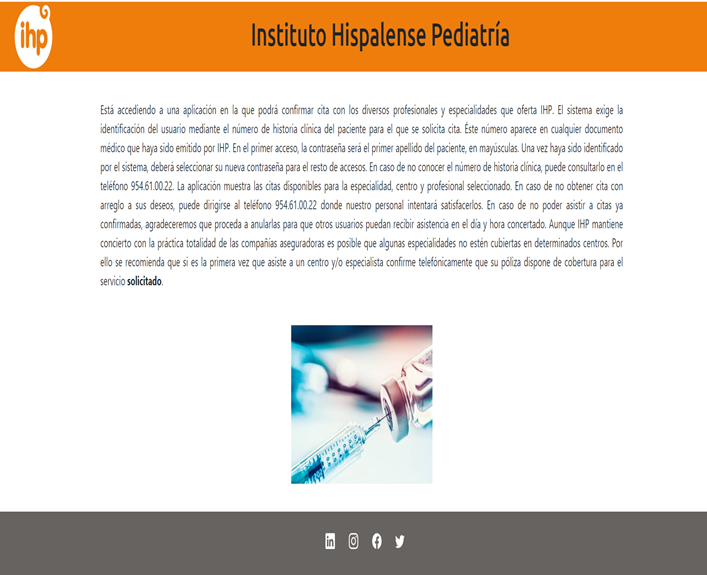 ihp
Instituto Hispalense Pediatría
Está accediendo a una aplicación en la que podrá confirmar cita con los diversos profesionales y especialidades que oferta IHP. El sistema exige la
identificación del usuario mediante el número de historia clínica del paciente para el que se solicita cita. Éste número aparece en cualquier documento
médico que haya sido emitido por IHP. En el primer acceso, la contraseña será el primer apellido del paciente, en mayúsculas. Una vez haya sido identificado
por el sistema, deberá seleccionar su nueva contraseña para el resto de accesos. En caso de no conocer el número de historia clínica, puede consultarlo en el
teléfono 954.61.00.22. La aplicación muestra las citas disponibles para la especialidad, centro y profesional seleccionado. En caso de no obtener cita con
arreglo a sus deseos, puede dirigirse al teléfono 954.61.00.22 donde nuestro personal intentará satisfacerlos. En caso de no poder asistir a citas ya
confirmadas, agradeceremos que proceda a anularlas para que otros usuarios puedan recibir asistencia en el día y hora concertado. Aunque IHP mantiene
concierto con la práctica totalidad de las compañías aseguradoras es posible que algunas especialidades no estén cubiertas en determinados centros. Por
ello se recomienda que si es la primera vez que asiste a un centro y/o especialista confirme telefónicamente que su póliza dispone de cobertura para el
servicio solicitado.